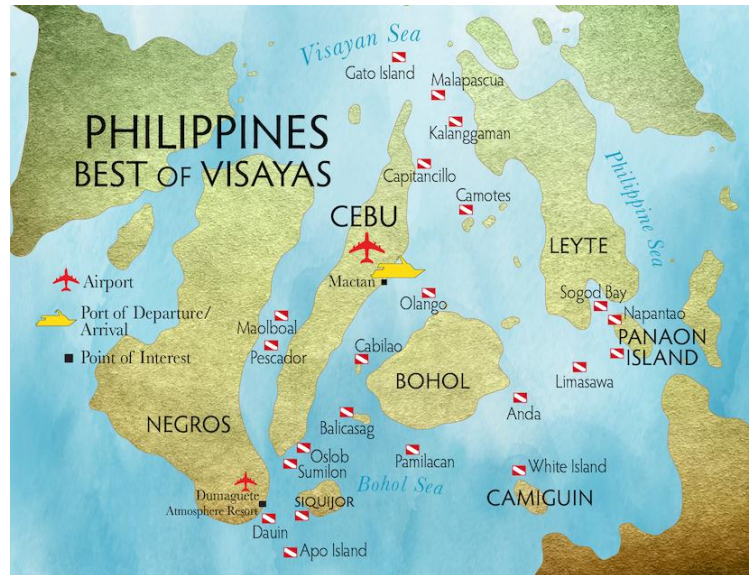 Visayan Sea
Gato Island
Malapascua
PHILIPPINES
BEST OF VISAYAS
Kalanggaman
Capitancillo
Philippine Sea
Camotes
CEBU
LEYTE
Airport
Mactan
Port of Departure/
Arrival
Olango
Sogod Bay
Napantao
Maolboal
Point of Interest
Pescador
Cabilao
PANAON
ISLAND
BOHOL
Limasawa
Anda
NEGROS
Balicasag
Oslob
Sumilon
Pamilacan
Bohol Sea
White Island
CAMIGUIN
Dumaguete
Atmosphere Resort
SIQUIJOR
Dauin
Apo Island